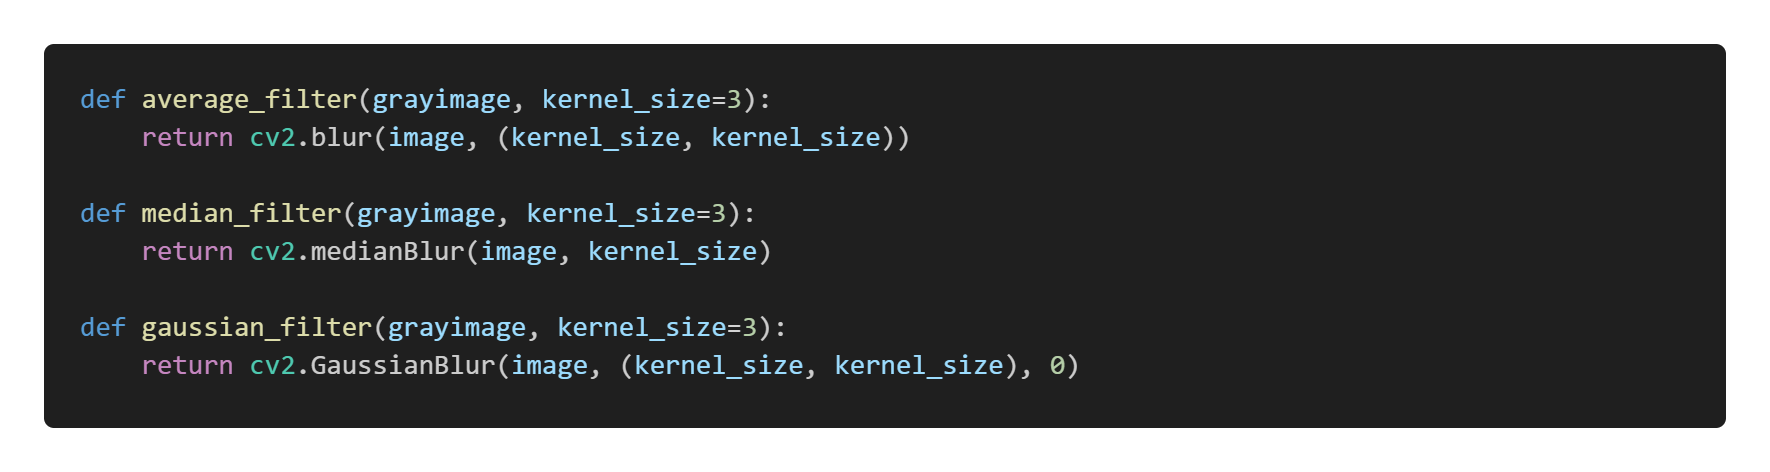 def average_filter(grayimage, kernel_size=3):
    return cv2.blur(image, (kernel_size, kernel_size))

def median_filter(grayimage, kernel_size=3):
    return cv2.medianBlur(image, kernel_size)

def gaussian_filter(grayimage, kernel_size=3):
    return cv2.GaussianBlur(image, (kernel_size, kernel_size), 0)